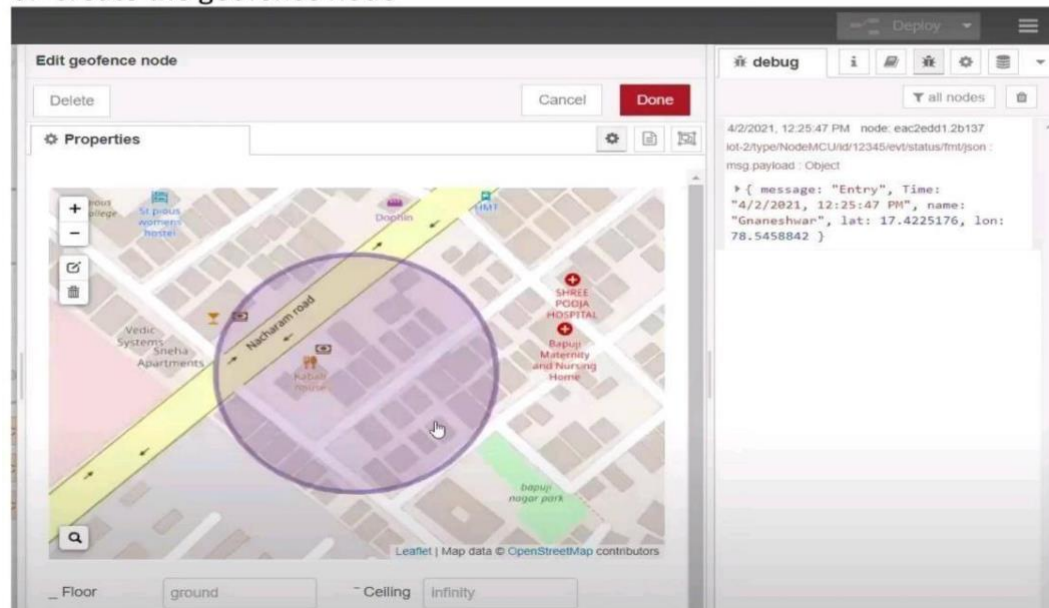 Deploy
Edit geofence node
Delete
Cancel
Done
Properties
debug
i
all nodes
4/2/2021, 12:25:47 PM node: eac2edd1.2b137
iot-2/type/NodeMCU/id/12345/evt/status/fmt/json :
msg.payload : Object
{ message: "Entry", Time:
"4/2/2021, 12:25:47 PM", name:
"Gnaneshwar", lat: 17.4225176, lon:
78.5458842 }
+
−
St.pious
womens
hostel
Dophin
HMT
SHREE
POOJA
HOSPITAL
Bapuji
Maternity
and Nursing
Home
Nacharam road
Vedic
Systems
Sneha
Apartments
bapuji
nagar park
Leaflet | Map data © OpenStreetMap contributors
Floor
ground
Ceiling
infinity